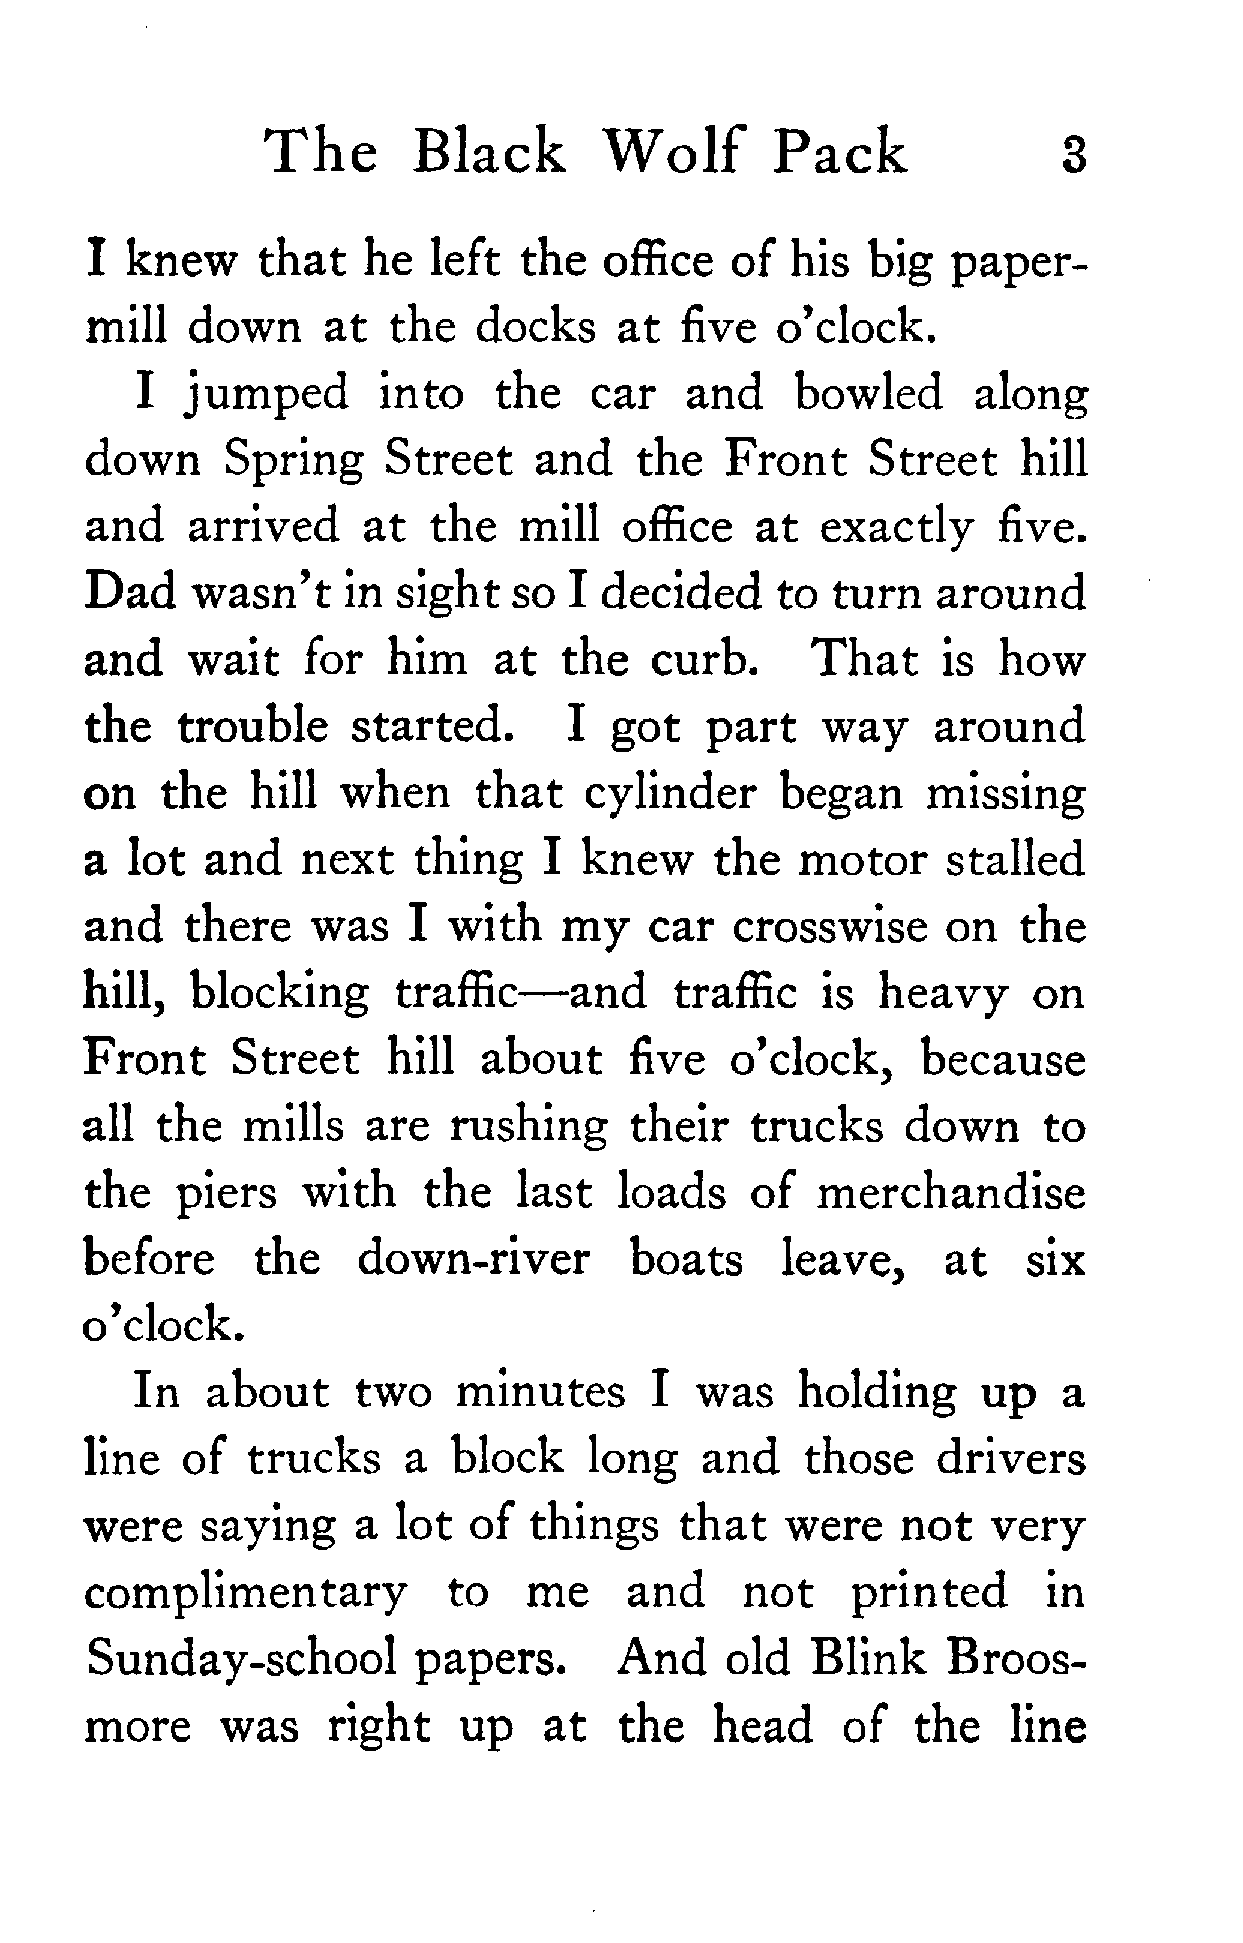 The Black Wolf Pack 3
I knew that he left the office of his big paper-
mill down at the docks at five o'clock.
I jumped into the car and bowled along
down Spring Street and the Front Street hill
and arrived at the mill office at exactly five.
Dad wasn't in sight so I decided to turn around
and wait for him at the curb. That is how
the trouble started. I got part way around
on the hill when that cylinder began missing
a lot and next thing I knew the motor stalled
and there was I with my car crosswise on the
hill, blocking traffic—and traffic is heavy on
Front Street hill about five o'clock, because
all the mills are rushing their trucks down to
the piers with the last loads of merchandise
before the down-river boats leave, at six
o'clock.
In about two minutes I was holding up a
line of trucks a block long and those drivers
were saying a lot of things that were not very
complimentary to me and not printed in
Sunday-school papers. And old Blink Broos-
more was right up at the head of the line